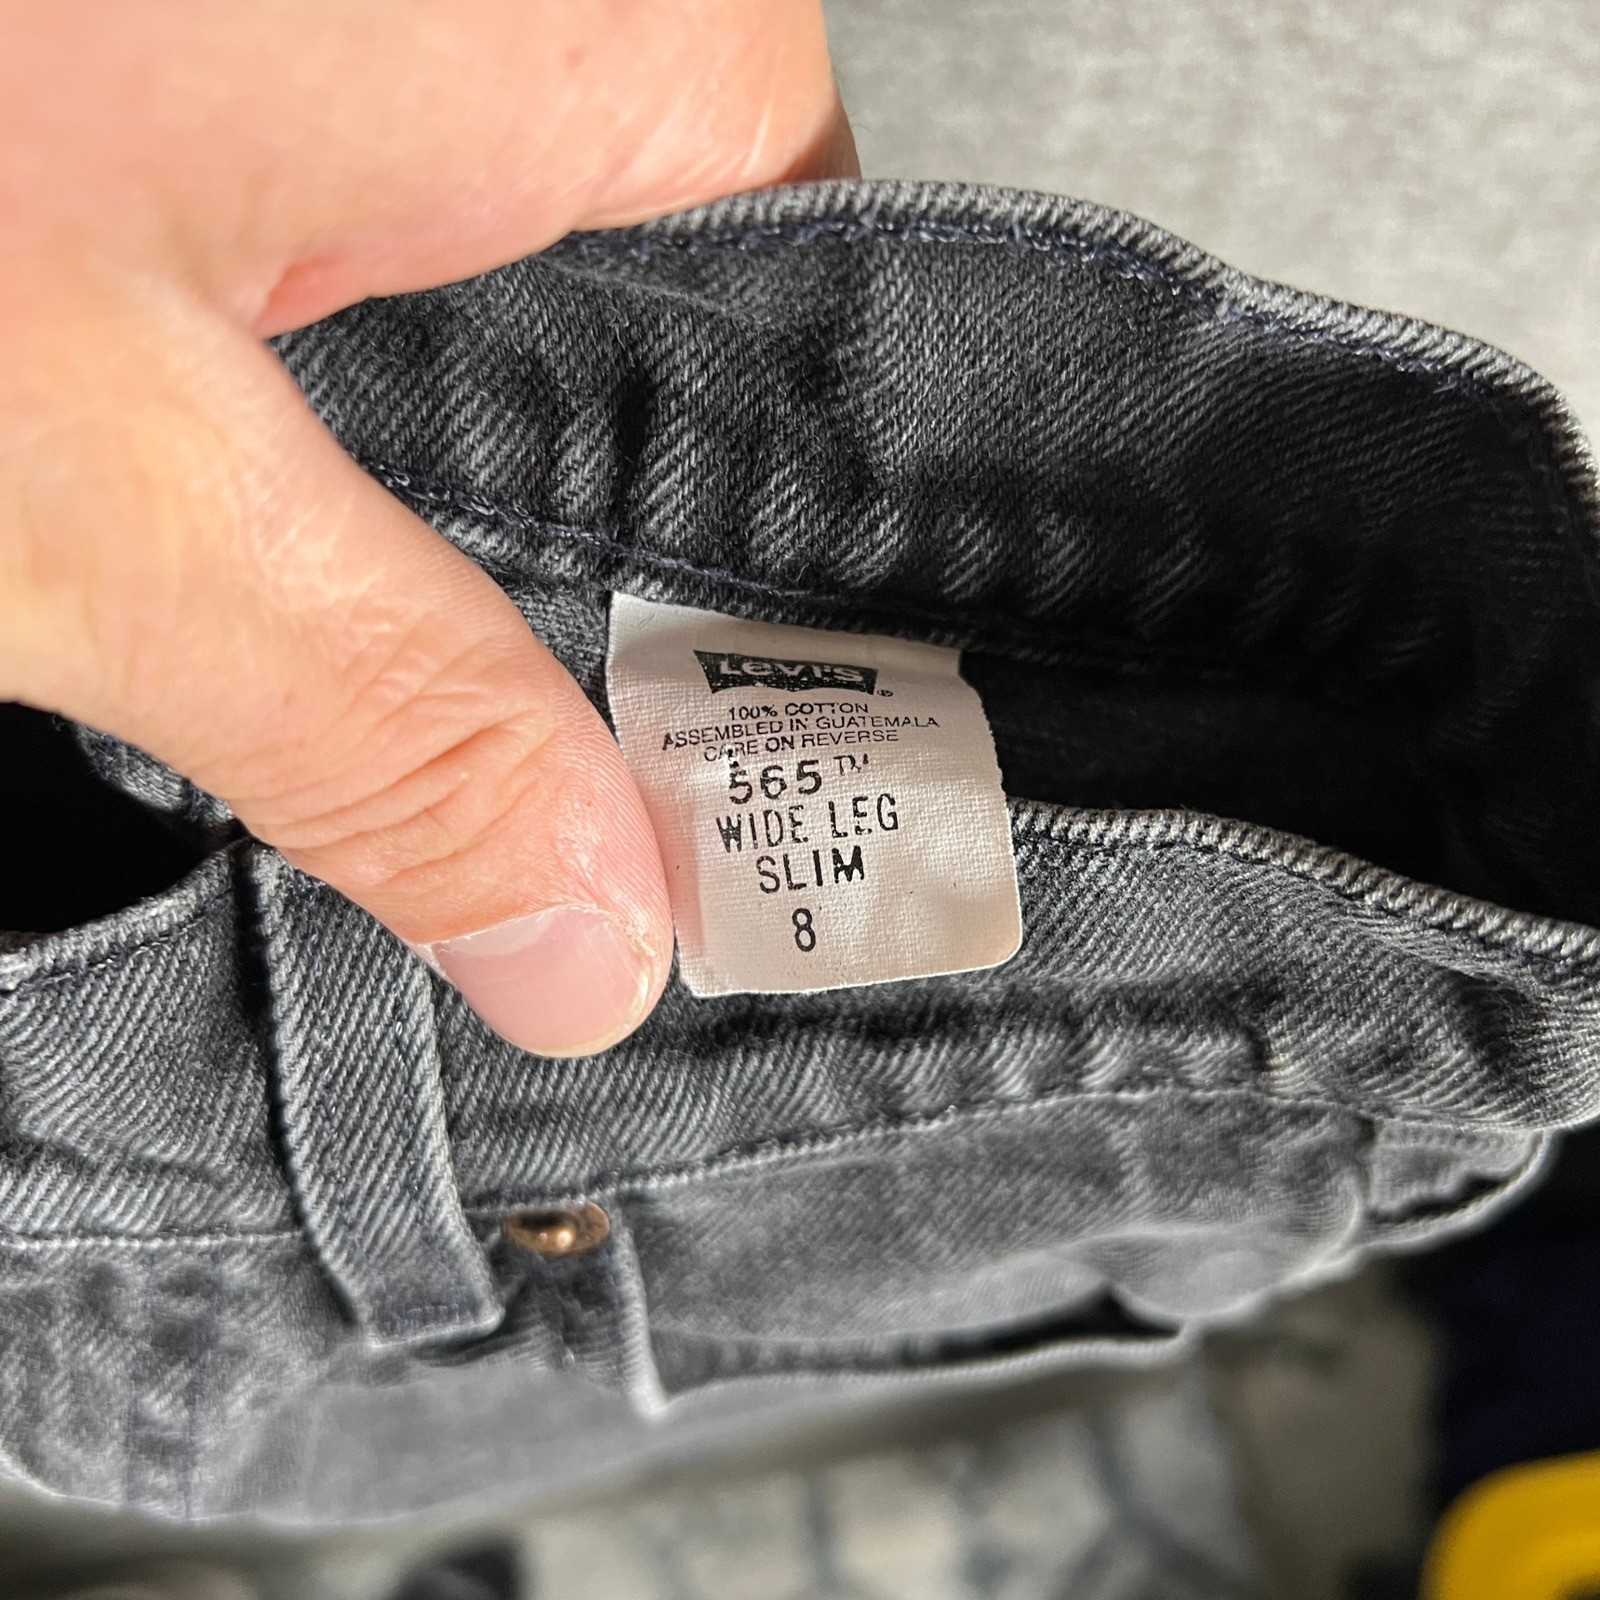 Levi's ®
100% COTTON
ASSEMBLED IN GUATEMALA
CARE ON REVERSE
565™
WIDE LEG
SLIM
8